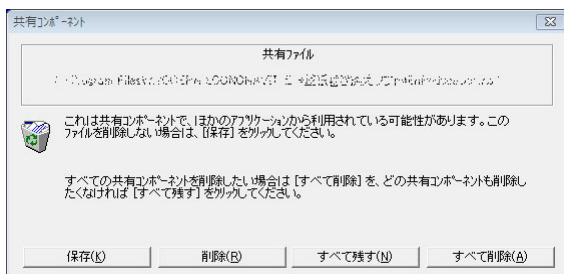 共有コンポーネント
共有ファイル
これは共有コンポーネントで、ほかのアプリケーションから利用されている可能性があります。この
ファイルを削除しない場合は、[保存] をクリックしてください。
すべての共有コンポーネントを削除したい場合は [すべて削除] を、どの共有コンポーネントも削除し
たくなければ [すべて残す] をクリックしてください。
保存(K)
削除(R)
すべて残す(N)
すべて削除(A)